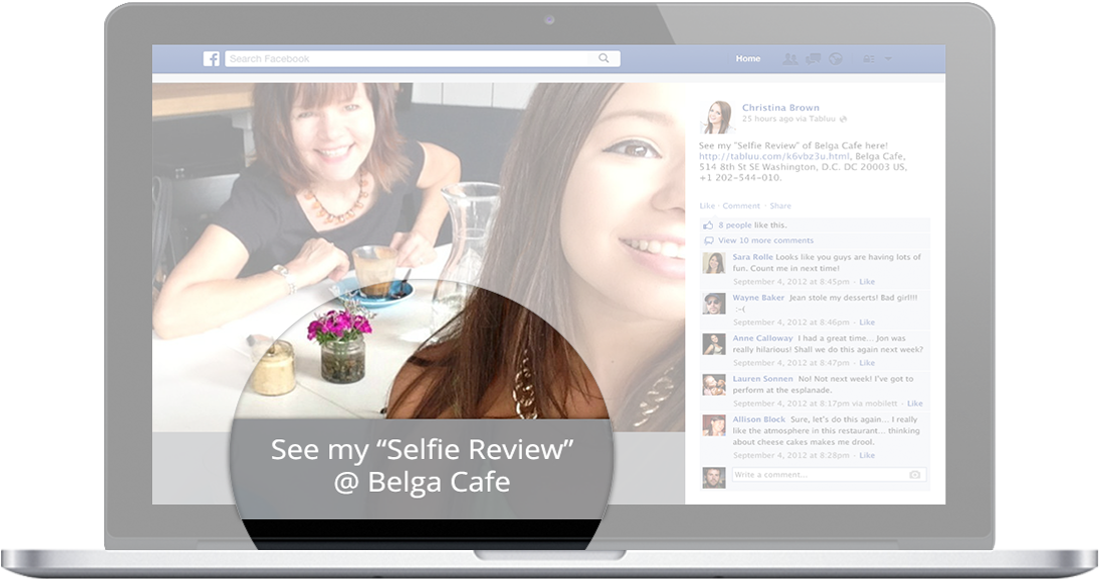 f Search Facebook Home
Christina Brown
25 hours ago via Tabluu
See my "Selfie Review" of Belga Cafe here!
http://tabluu.com/k6vbz3u.html, Belga Cafe,
514 8th St SE Washington, D.C. DC 20003 US,
+1 202-544-010.
Like · Comment · Share
8 people like this.
View 10 more comments
Sara Rolle Looks like you guys are having lots of
fun. Count me in next time!
September 4, 2012 at 8:45pm · Like
Wayne Baker Jean stole my desserts! Bad girl!!!!
:-(
September 4, 2012 at 8:46pm · Like
Anne Calloway I had a great time... Jon was
really hilarious! Shall we do this again next week?
September 4, 2012 at 8:47pm · Like
Lauren Sonnen No! Not next week! I've got to
perform at the esplanade.
September 4, 2012 at 8:17pm via mobilett · Like
Allison Block Sure, let's do this again... I really
like the atmosphere in this restaurant... thinking
about cheese cakes makes me drool.
September 4, 2012 at 8:28pm · Like
Write a comment...
See my “Selfie Review”
@ Belga Cafe